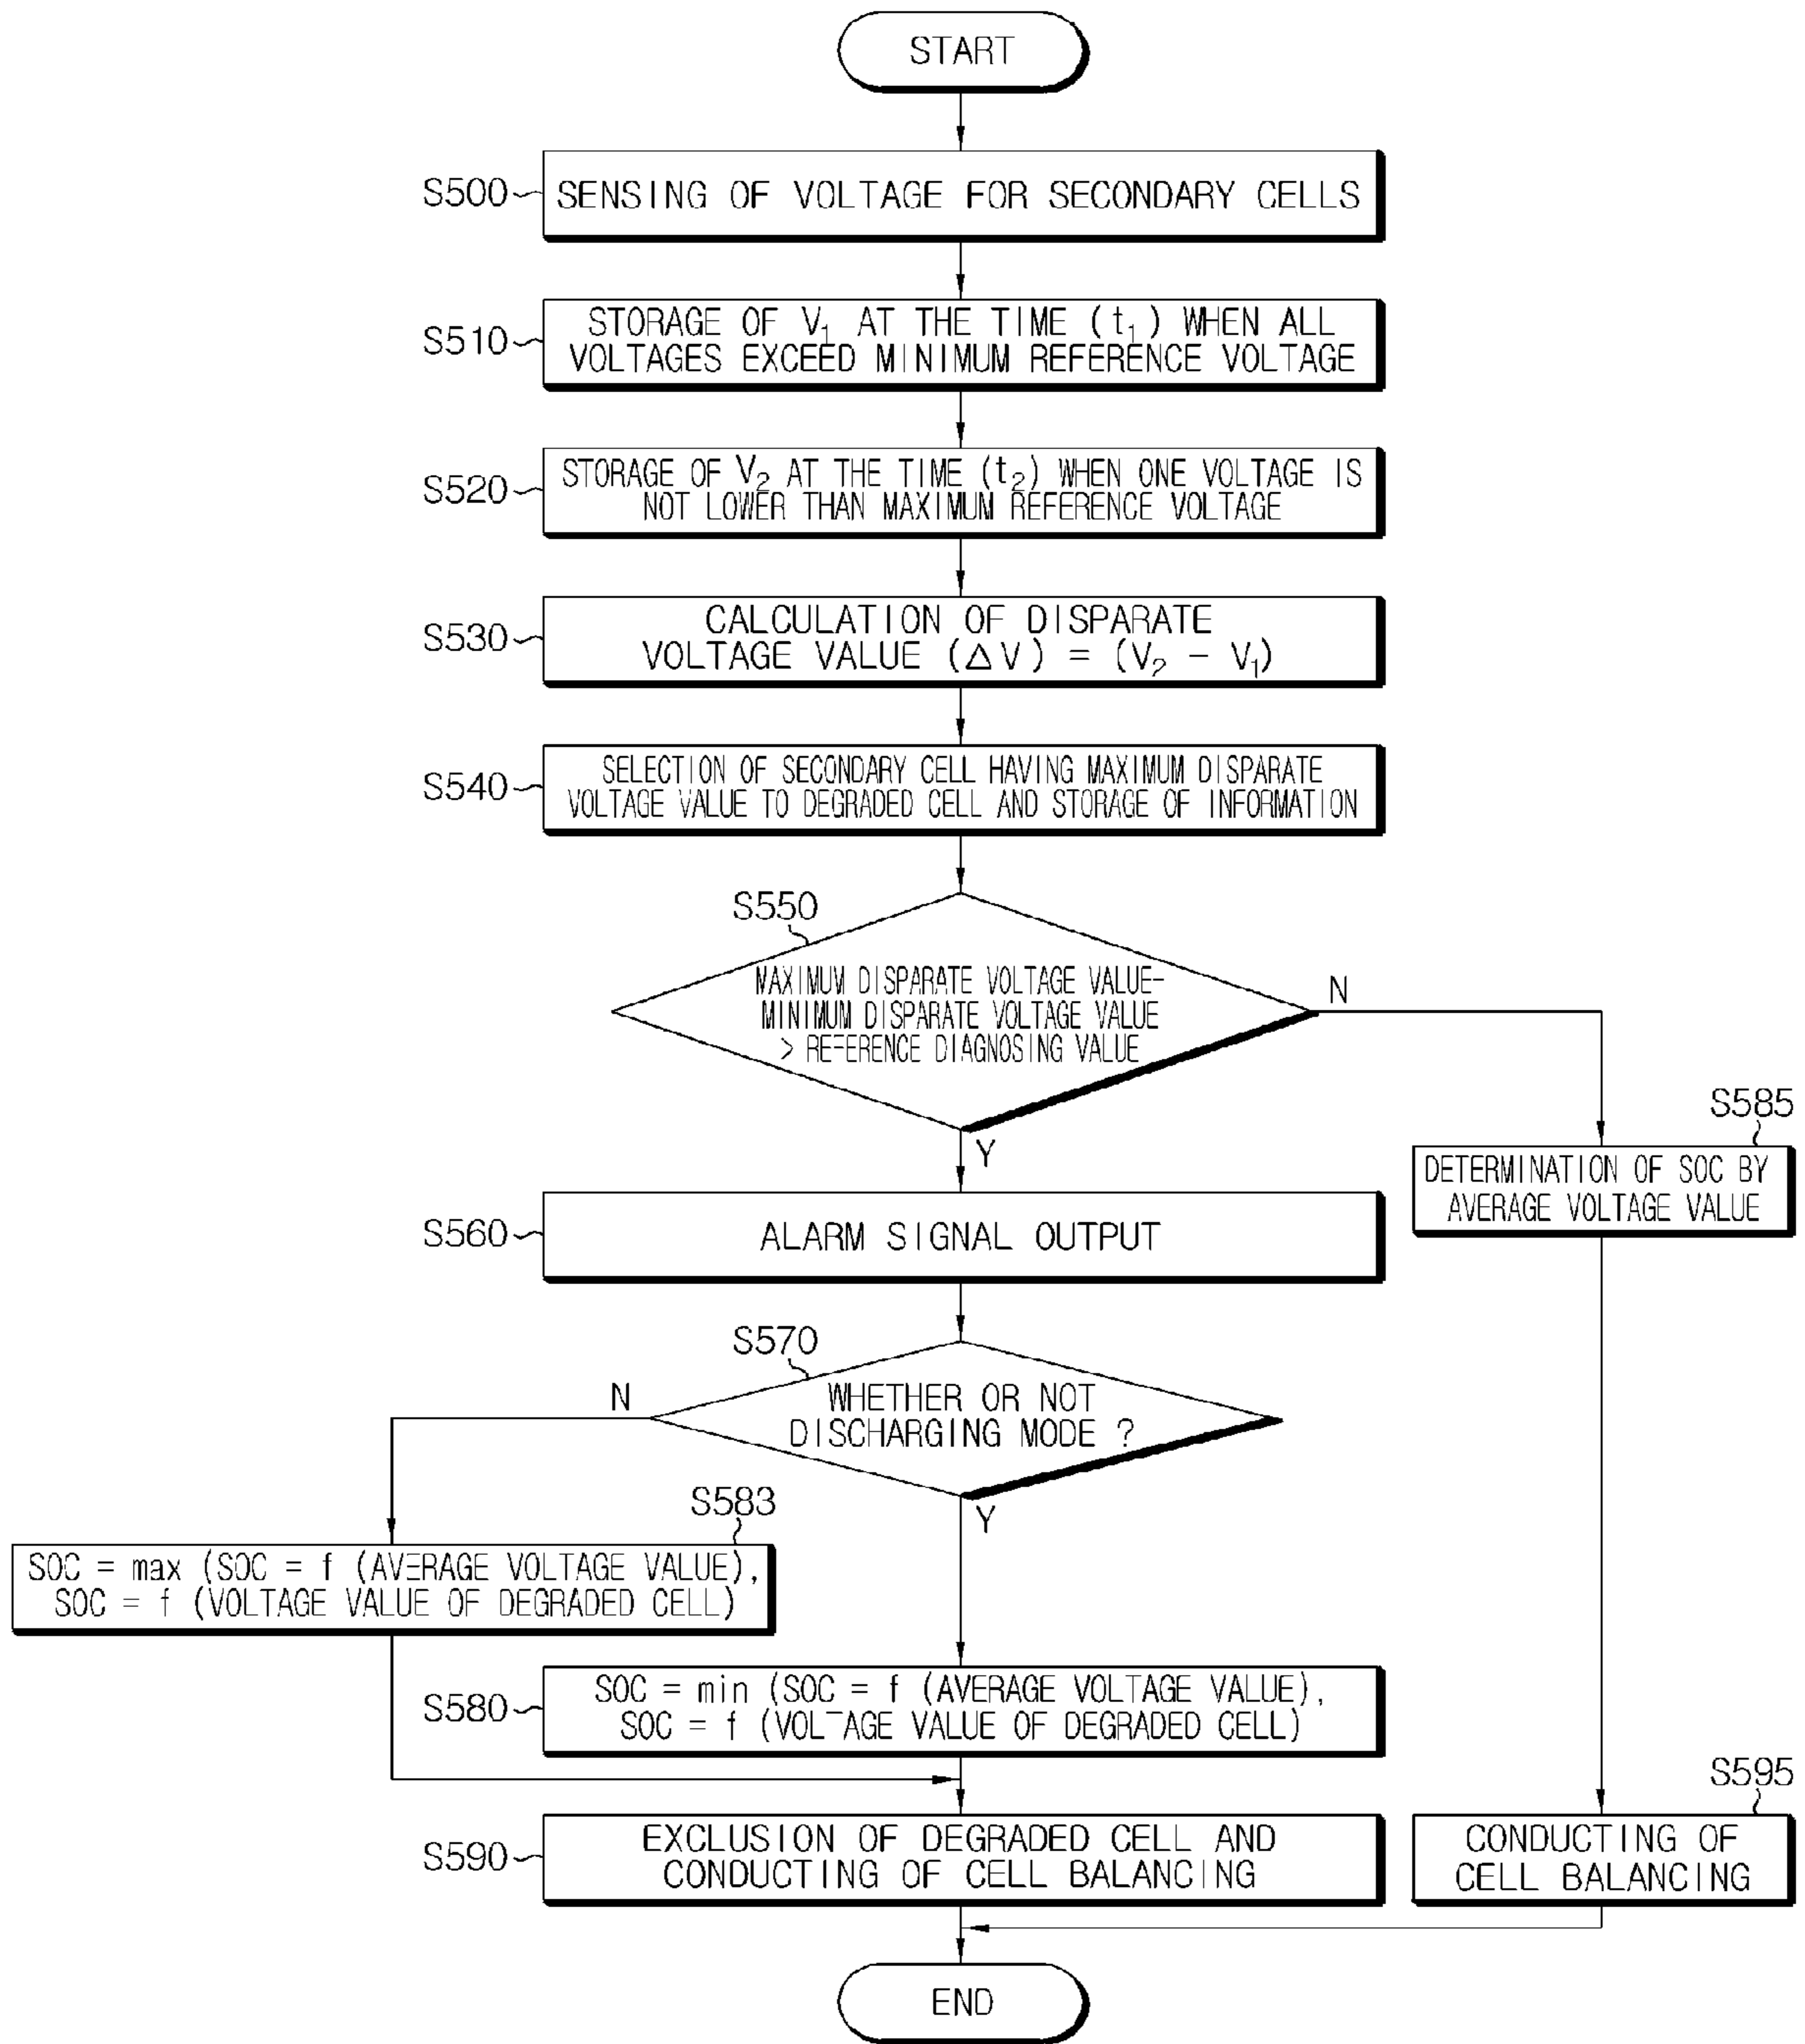 START
S500
SENSING OF VOLTAGE FOR SECONDARY CELLS
S510
STORAGE OF V₁ AT THE TIME (t₁) WHEN ALL
VOLTAGES EXCEED MINIMUM REFERENCE VOLTAGE
S520
STORAGE OF V₂ AT THE TIME (t₂) WHEN ONE VOLTAGE IS
NOT LOWER THAN MAXIMUM REFERENCE VOLTAGE
S530
CALCULATION OF DISPARATE
VOLTAGE VALUE (△V) = (V₂ - V₁)
S540
SELECTION OF SECONDARY CELL HAVING MAXIMUM DISPARATE
VOLTAGE VALUE TO DEGRADED CELL AND STORAGE OF INFORMATION
S550
MAXIMUM DISPARATE VOLTAGE VALUE-
MINIMUM DISPARATE VOLTAGE VALUE
> REFERENCE DIAGNOSING VALUE
N
Y
S585
DETERMINATION OF SOC BY
AVERAGE VOLTAGE VALUE
S560
ALARM SIGNAL OUTPUT
S570
WHETHER OR NOT
DISCHARGING MODE ?
N
Y
S583
SOC = max (SOC = f (AVERAGE VOLTAGE VALUE),
SOC = f (VOLTAGE VALUE OF DEGRADED CELL)
S580
SOC = min (SOC = f (AVERAGE VOLTAGE VALUE),
SOC = f (VOLTAGE VALUE OF DEGRADED CELL)
S590
EXCLUSION OF DEGRADED CELL AND
CONDUCTING OF CELL BALANCING
S595
CONDUCTING OF
CELL BALANCING
END